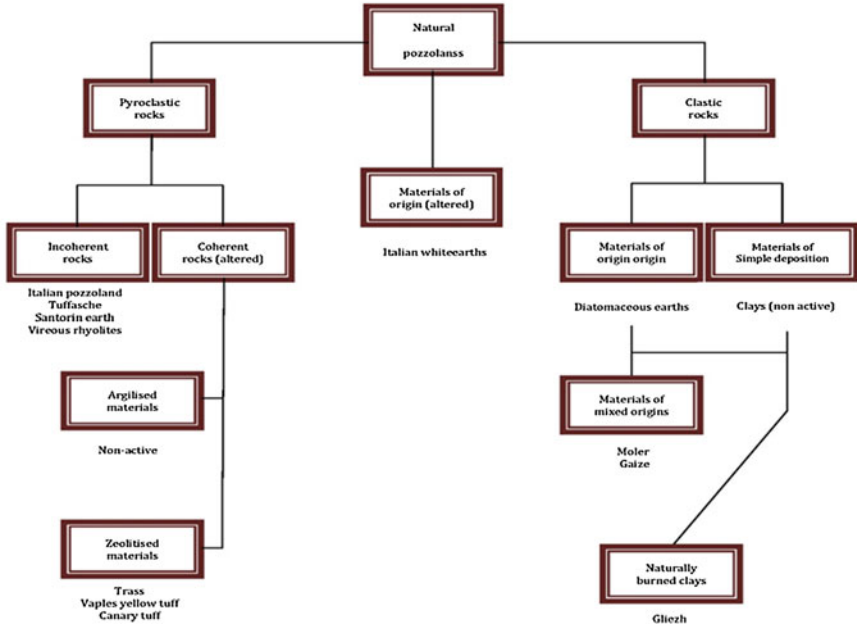 Natural
pozzolanss
Pyroclastic
rocks
Clastic
rocks
Materials of
origin (altered)
Italian whiteearths
Incoherent
rocks
Coherent
rocks (altered)
Materials of
origin origin
Materials of
Simple deposition
Italian pozzoland
Tuffasche
Santorin earth
Vireous rhyolites
Diatomaceous earths
Clays (non active)
Argilised
materials
Non-active
Materials of
mixed origins
Moler
Gaize
Zeolitised
materials
Trass
Vaples yellow tuff
Canary tuff
Naturally
burned clays
Gliezh